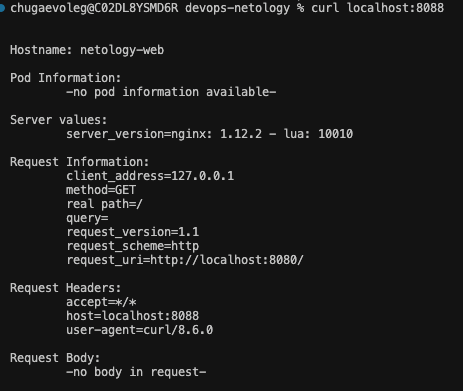 chugaevoleg@C02DL8YSMD6R devops-netology % curl localhost:8088
Hostname: netology-web
Pod Information:
-no pod information available-
Server values:
server_version=nginx: 1.12.2 - lua: 10010
Request Information:
client_address=127.0.0.1
method=GET
real path=/
query=
request_version=1.1
request_scheme=http
request_uri=http://localhost:8080/
Request Headers:
accept=*/*
host=localhost:8088
user-agent=curl/8.6.0
Request Body:
-no body in request-